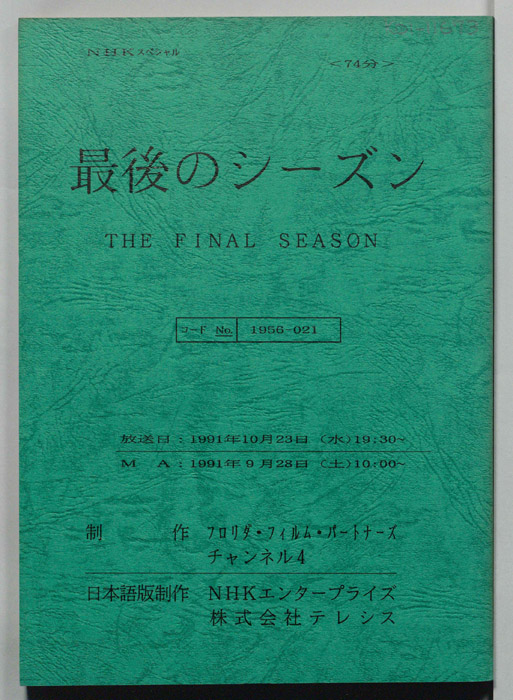 NHKスペシャル
<74分>
最後のシーズン
THE FINAL SEASON
コード No. 1956-021
放送日:1991年10月23日 (水)19:30~
M A:1991年 9月28日 (土)10:00~
制 作 フロリダ・フィルム・パートナーズ
チャンネル4
日本語版制作 NHKエンタープライズ
株式会社テレシス